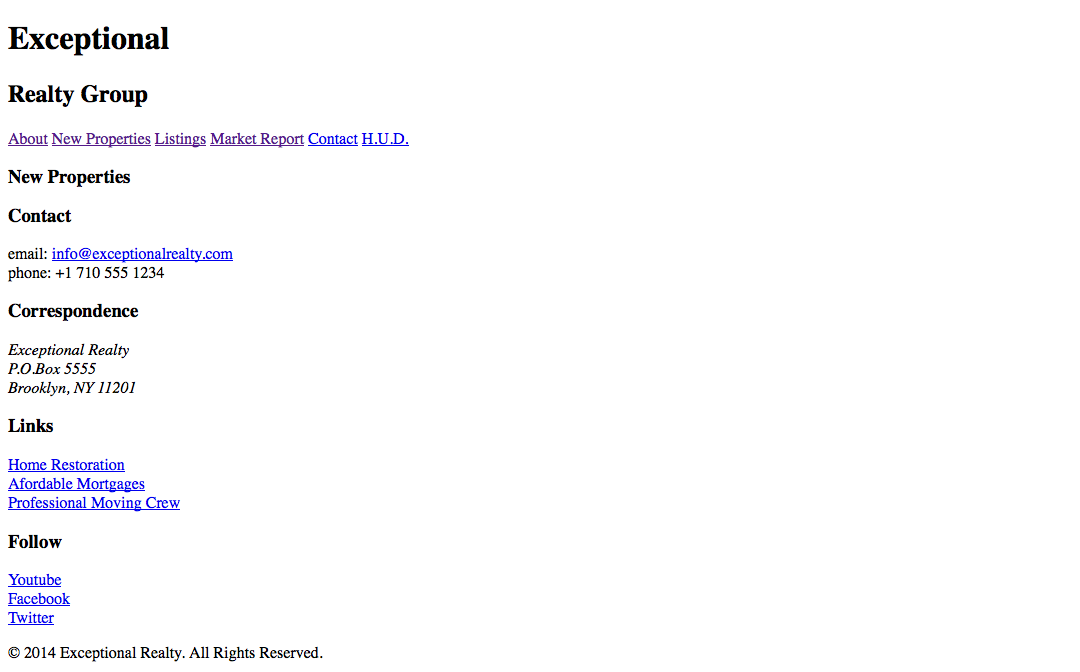 Exceptional
Realty Group
About New Properties Listings Market Report Contact H.U.D.
New Properties
Contact
email: info@exceptionalrealty.com
phone: +1 710 555 1234
Correspondence
Exceptional Realty
P.O.Box 5555
Brooklyn, NY 11201
Links
Home Restoration
Afordable Mortgages
Professional Moving Crew
Follow
Youtube
Facebook
Twitter
© 2014 Exceptional Realty. All Rights Reserved.